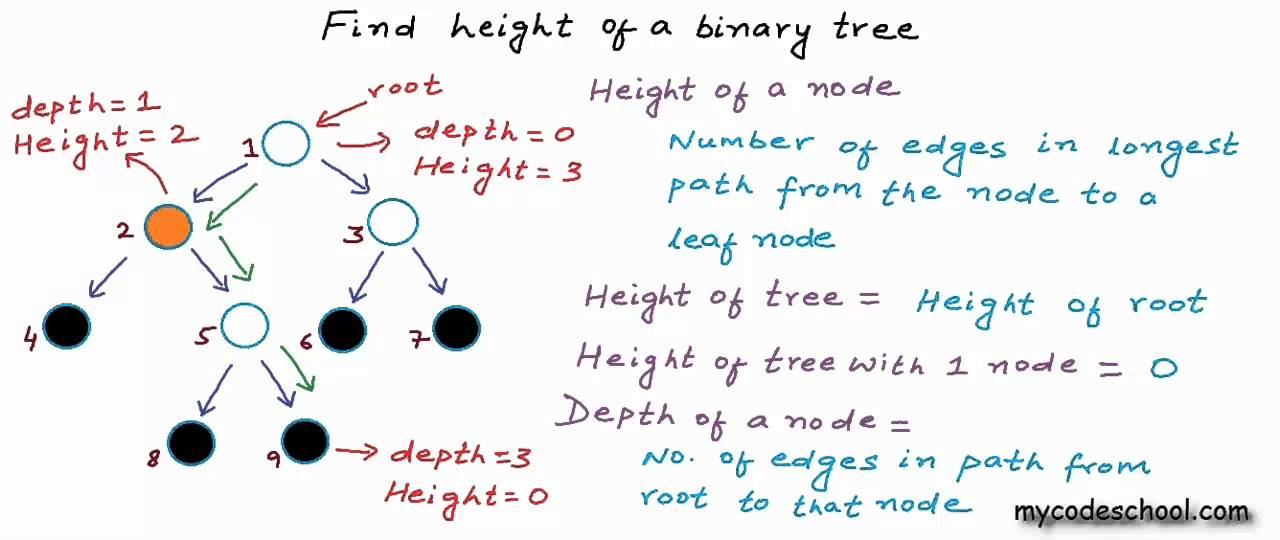 Find height of a binary tree
root
depth = 1
Height = 2
1
depth = 0
Height = 3
2
3
4
5
6
7
8
9
depth = 3
Height = 0
Height of a node
Number of edges in longest
path from the node to a
leaf node
Height of tree = Height of root
Height of tree with 1 node = 0
Depth of a node =
No. of edges in path from
root to that node
mycodeschool.com